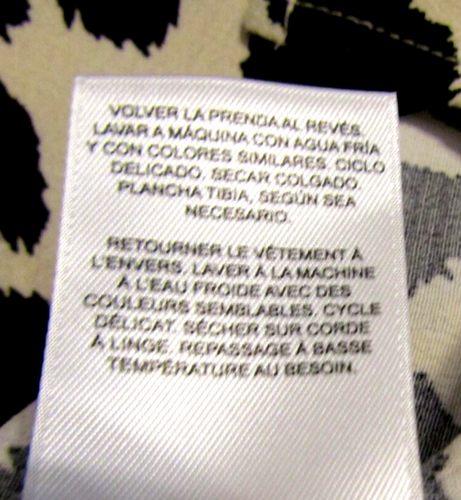 VOLVER LA PRENDA AL REVÉS.
LAVAR A MÁQUINA CON AGUA FRÍA
Y CON COLORES SIMILARES. CICLO
DELICADO. SECAR COLGADO.
PLANCHA TIBIA, SEGÚN SEA
NECESARIO.
RETOURNER LE VÊTEMENT À
L'ENVERS. LAVER À LA MACHINE
À L'EAU FROIDE AVEC DES
COULEURS SEMBLABLES. CYCLE
DÉLICAT. SÉCHER SUR CORDE
À LINGE. REPASSAGE À BASSE
TEMPÉRATURE AU BESOIN.